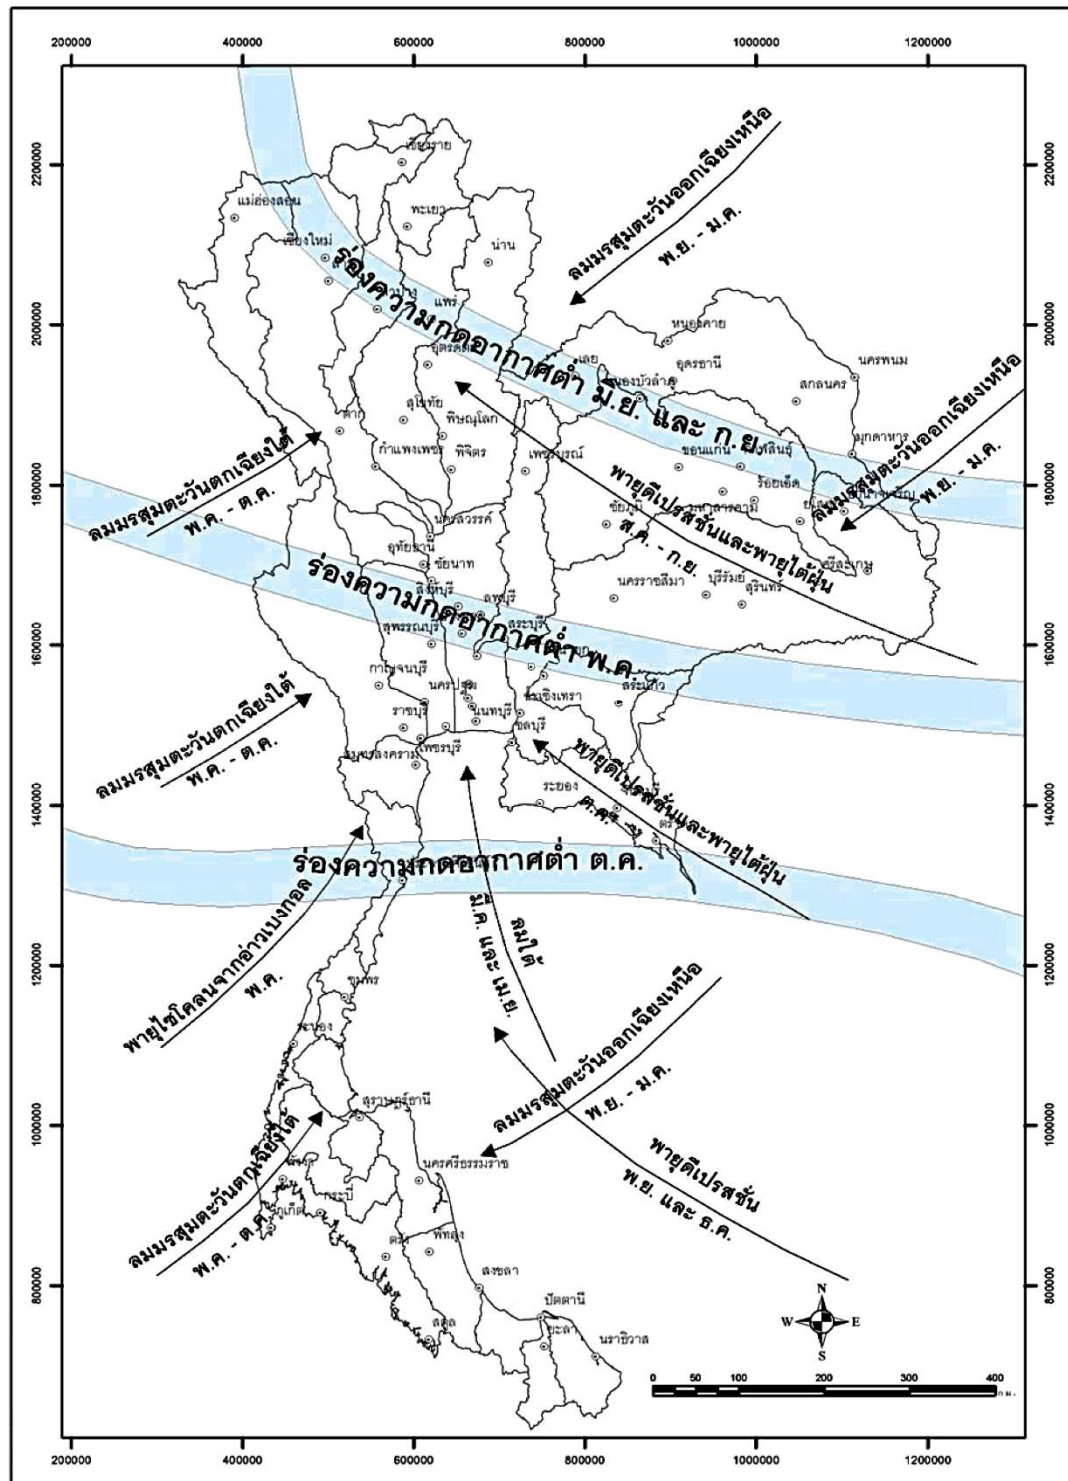 200000 400000 600000 800000 1000000 1200000
2200000 2200000
2000000 2000000
1800000 1800000
1600000 1600000
1400000 1400000
1200000 1200000
1000000 1000000
800000 800000
ลมมรสุมตะวันออกเฉียงเหนือ
พ.ย. - ม.ค.
เชียงราย
แม่ฮ่องสอน
พะเยา
น่าน
เชียงใหม่
แพร่
ร่องความกดอากาศต่ำ มิ.ย. และ ก.ย.
หนองคาย
เลย
อุดรธานี
หนองบัวลำภู
นครพนม
สกลนคร
ลมมรสุมตะวันออกเฉียงเหนือ
พ.ย. - ม.ค.
สุโขทัย
ตาก
พิษณุโลก
กำแพงเพชร
พิจิตร
เพชรบูรณ์
ขอนแก่น
มุกดาหาร
ร้อยเอ็ด
ชัยภูมิ
มหาสารคาม
ลมมรสุมตะวันตกเฉียงใต้
พ.ค. - ต.ค.
พายุดีเปรสชั่นและพายุไต้ฝุ่น
ส.ค. - ก.ย.
นครสวรรค์
อุทัยธานี
ชัยนาท
สิงห์บุรี
ลพบุรี
นครราชสีมา
บุรีรัมย์
สุรินทร์
ศรีสะเกษ
ร่องความกดอากาศต่ำ พ.ค.
สุพรรณบุรี
สระบุรี
กาญจนบุรี
นครปฐม
ฉะเชิงเทรา
สระแก้ว
ราชบุรี
นนทบุรี
ชลบุรี
สมุทรสงคราม
เพชรบุรี
ลมมรสุมตะวันตกเฉียงใต้
พ.ค. - ต.ค.
ระยอง
พายุดีเปรสชั่นและพายุไต้ฝุ่น
ร่องความกดอากาศต่ำ ต.ค.
พายุไซโคลนจากอ่าวเบงกอล
พ.ค.
ลมใต้
มี.ค. และ เม.ย.
ชุมพร
ระนอง
ลมมรสุมตะวันออกเฉียงเหนือ
พ.ย. - ม.ค.
สุราษฎร์ธานี
นครศรีธรรมราช
ลมมรสุมตะวันตกเฉียงใต้
พ.ค. - ต.ค.
พายุดีเปรสชั่น
พ.ย. และ ธ.ค.
พังงา
กระบี่
ภูเก็ต
ตรัง
พัทลุง
สงขลา
ปัตตานี
สตูล
ยะลา
นราธิวาส
N
W E
S
0 50 100 200 300 400
ก.ม.
200000 400000 600000 800000 1000000 1200000